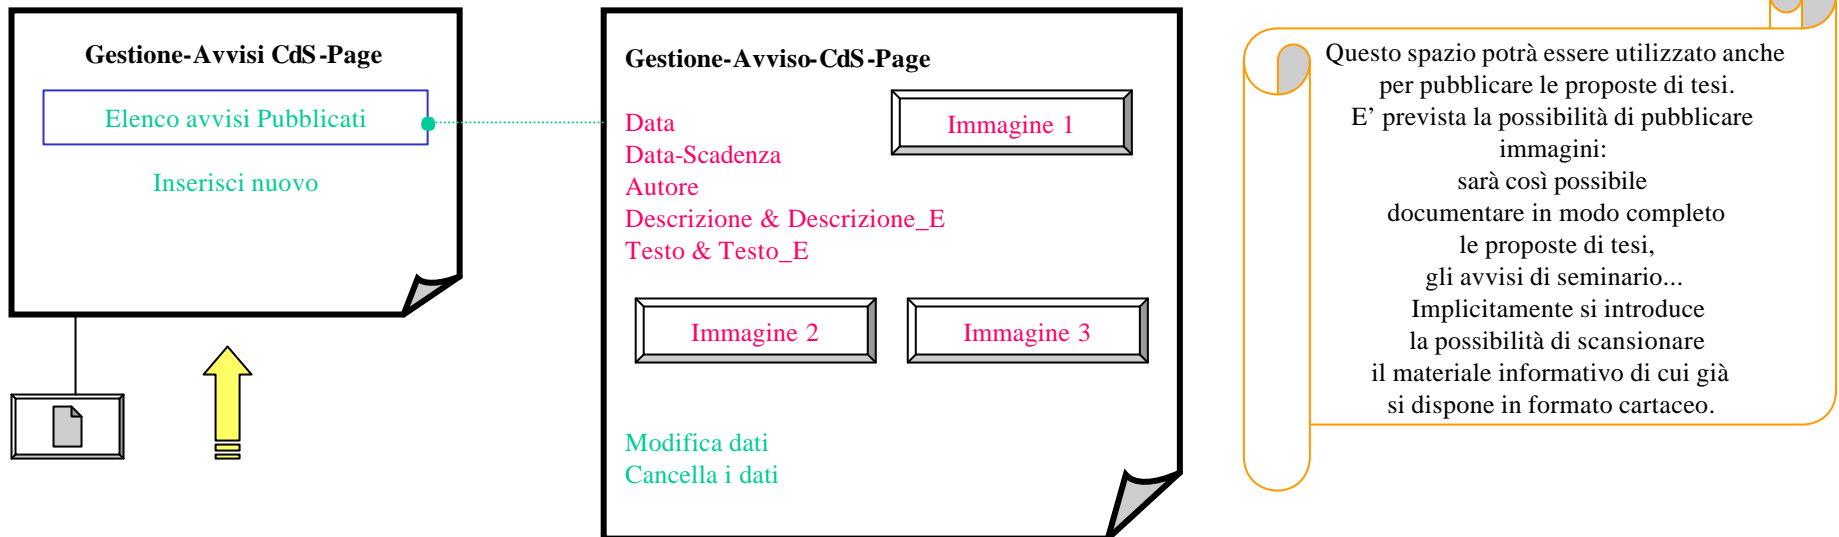 Gestione-Avvisi CdS-Page
Elenco avvisi Pubblicati
Inserisci nuovo
Gestione-Avviso-CdS-Page
Data
Data-Scadenza
Autore
Descrizione & Descrizione_E
Testo & Testo_E
Immagine 1
Immagine 2
Immagine 3
Modifica dati
Cancella i dati
Questo spazio potrà essere utilizzato anche
per pubblicare le proposte di tesi.
E’ prevista la possibilità di pubblicare
immagini:
sarà così possibile
documentare in modo completo
le proposte di tesi,
gli avvisi di seminario...
Implicitamente si introduce
la possibilità di scansionare
il materiale informativo di cui già
si dispone in formato cartaceo.